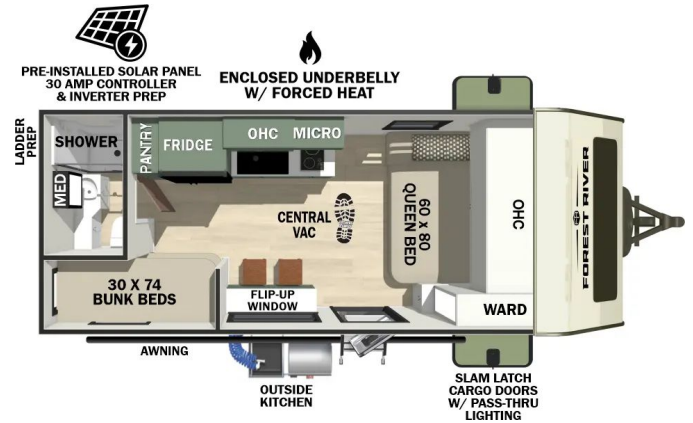 PRE-INSTALLED SOLAR PANEL
30 AMP CONTROLLER
& INVERTER PREP
ENCLOSED UNDERBELLY
W/ FORCED HEAT
LADDER
PREP
SHOWER
PANTRY
FRIDGE
OHC
MICRO
MED
CENTRAL
VAC
60 X 80
QUEEN BED
OHC
FOREST RIVER
30 X 74
BUNK BEDS
FLIP-UP
WINDOW
WARD
AWNING
OUTSIDE
KITCHEN
SLAM LATCH
CARGO DOORS
W/ PASS-THRU
LIGHTING